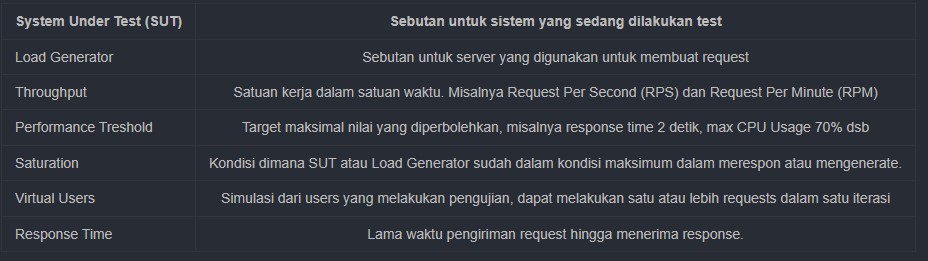 System Under Test (SUT) Sebutan untuk sistem yang sedang dilakukan test
Load Generator Sebutan untuk server yang digunakan untuk membuat request
Throughput Satuan kerja dalam satuan waktu. Misalnya Request Per Second (RPS) dan Request Per Minute (RPM)
Performance Treshold Target maksimal nilai yang diperbolehkan, misalnya response time 2 detik, max CPU Usage 70% dsb
Saturation Kondisi dimana SUT atau Load Generator sudah dalam kondisi maksimum dalam merespon atau mengenerate.
Virtual Users Simulasi dari users yang melakukan pengujian, dapat melakukan satu atau lebih requests dalam satu iterasi
Response Time Lama waktu pengiriman request hingga menerima response.